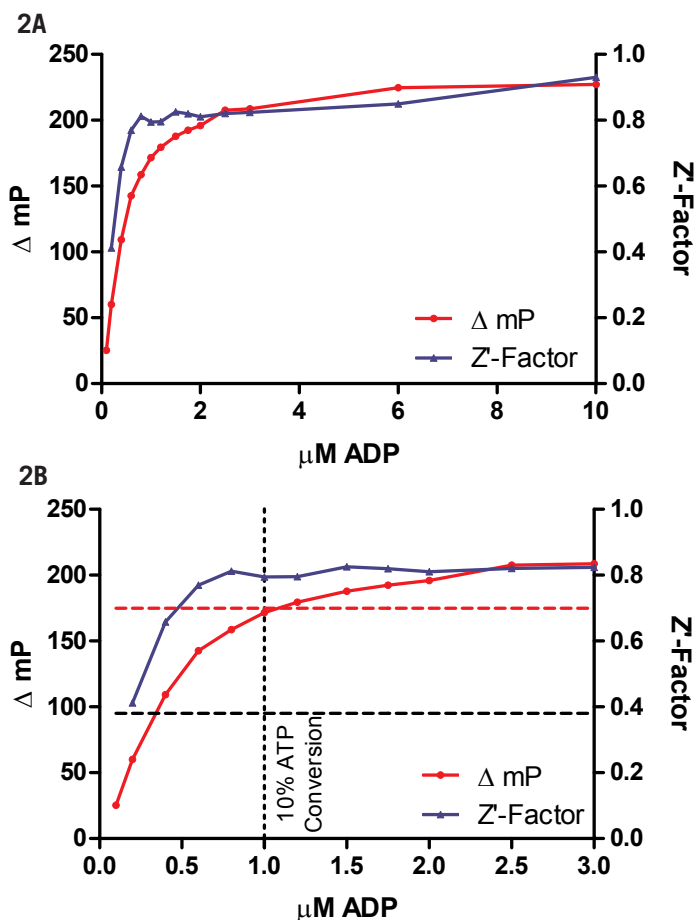 2A
250
200
150
100
50
0
Δ mP
1.0
0.8
0.6
0.4
0.2
0.0
Z'-Factor
Δ mP
Z'-Factor
0 2 4 6 8 10
μM ADP
2B
250
200
150
100
50
0
Δ mP
1.0
0.8
0.6
0.4
0.2
0.0
Z'-Factor
10% ATP
Conversion
Δ mP
Z'-Factor
0.0 0.5 1.0 1.5 2.0 2.5 3.0
μM ADP